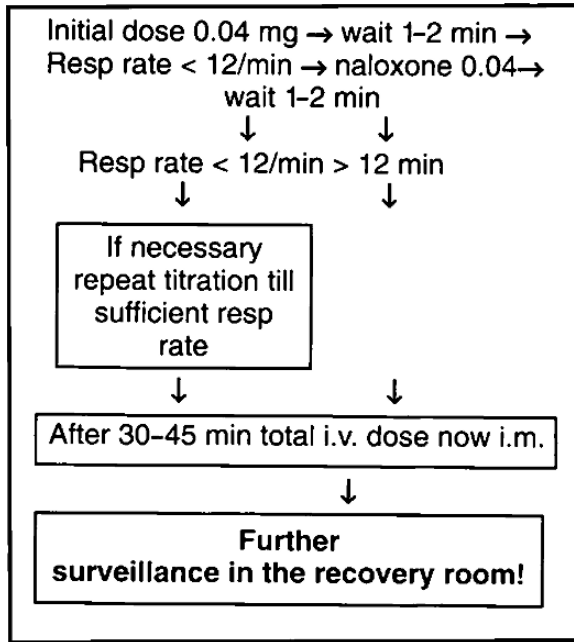 Initial dose 0.04 mg → wait 1–2 min →
Resp rate < 12/min → naloxone 0.04→
wait 1–2 min
↓ ↓
Resp rate < 12/min > 12 min
↓ ↓
If necessary
repeat titration till
sufficient resp
rate
↓ ↓
After 30–45 min total i.v. dose now i.m.
↓
Further
surveillance in the recovery room!